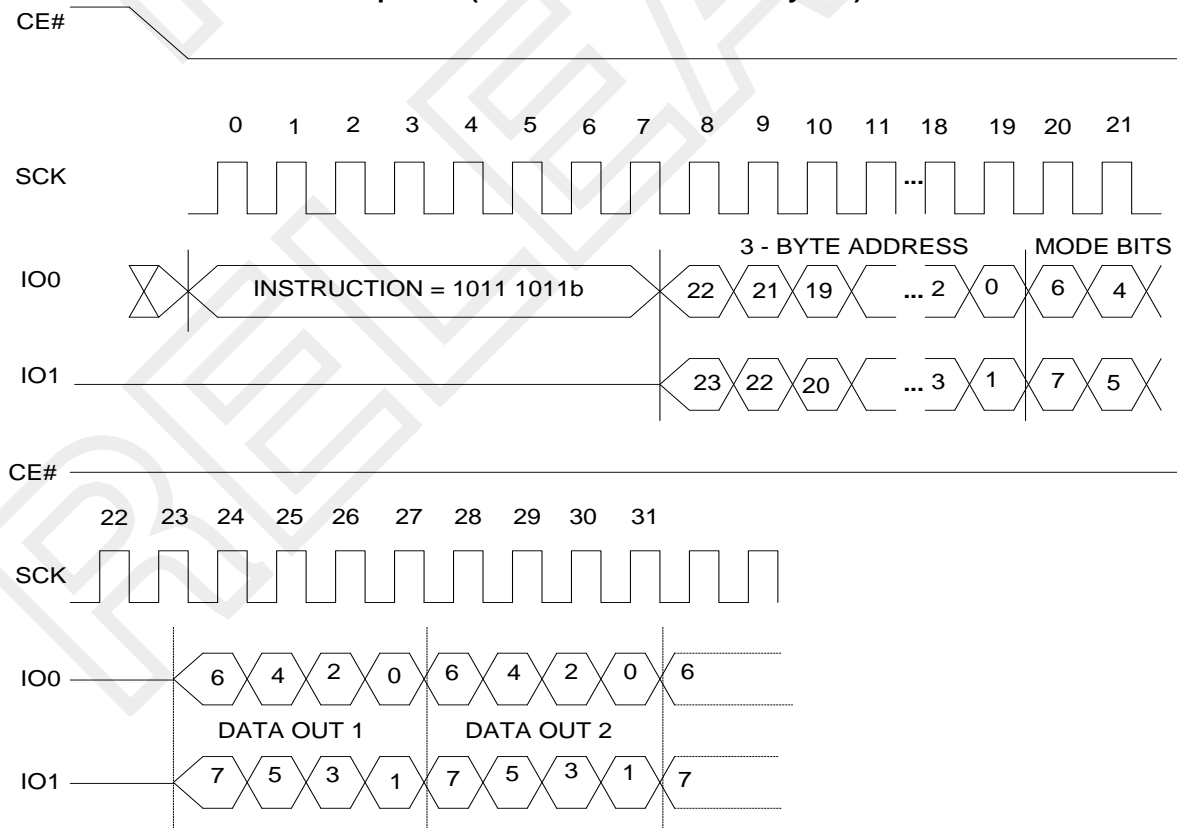 CE#
0 1 2 3 4 5 6 7 8 9 10 11 18 19 20 21
SCK ...
3 - BYTE ADDRESS MODE BITS
IO0 INSTRUCTION = 1011 1011b 22 21 19 ... 2 0 6 4
IO1 23 22 20 ... 3 1 7 5
CE#
22 23 24 25 26 27 28 29 30 31
SCK
IO0 6 4 2 0 6 4 2 0 6
DATA OUT 1 DATA OUT 2
IO1 7 5 3 1 7 5 3 1 7